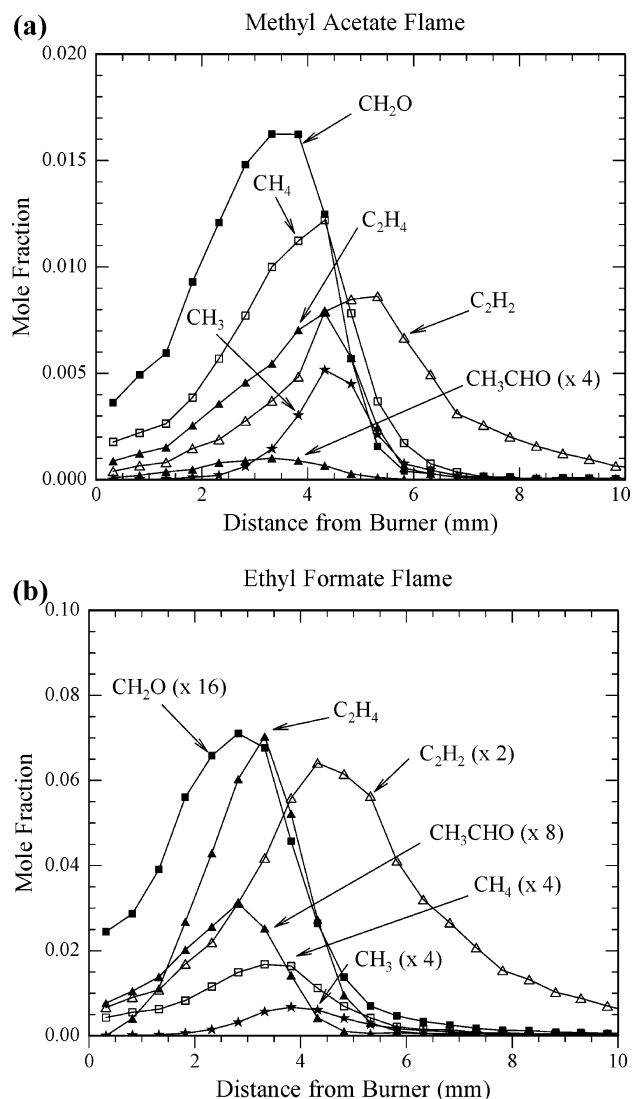 (a)
Methyl Acetate Flame
0.020
0.015
0.010
0.005
0.000
Mole Fraction
CH₂O
CH₄
C₂H₄
CH₃
C₂H₂
CH₃CHO (x 4)
0 2 4 6 8 10
Distance from Burner (mm)
(b)
Ethyl Formate Flame
0.10
0.08
0.06
0.04
0.02
0.00
Mole Fraction
CH₂O (x 16)
C₂H₄
C₂H₂ (x 2)
CH₃CHO (x 8)
CH₄ (x 4)
CH₃ (x 4)
0 2 4 6 8 10
Distance from Burner (mm)